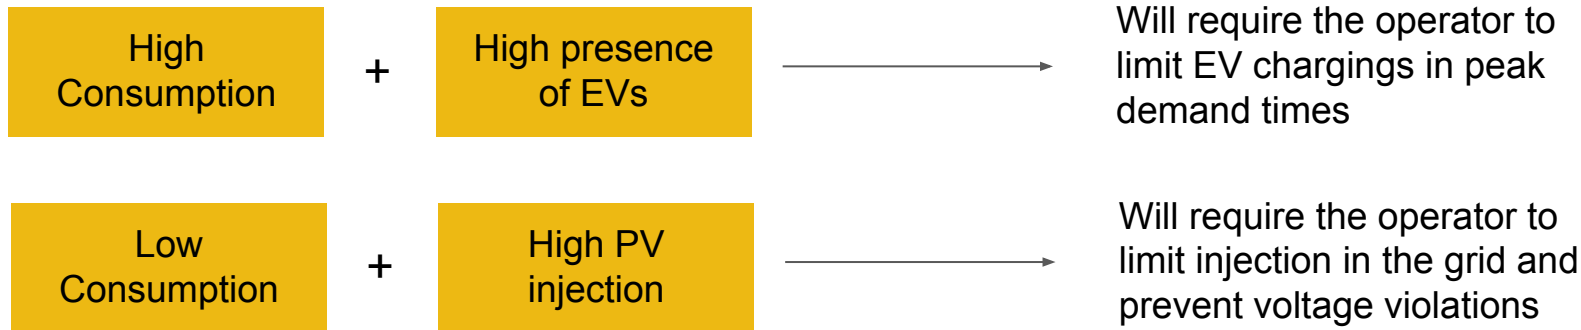 High
Consumption
+
High presence
of EVs
Will require the operator to
limit EV chargings in peak
demand times
Low
Consumption
+
High PV
injection
Will require the operator to
limit injection in the grid and
prevent voltage violations